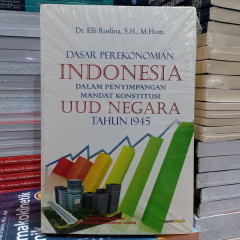 Dr. Elli Ruslina, S.H., M.Hum.
DASAR PEREKONOMIAN
INDONESIA
DALAM PENYIMPANGAN
MANDAT KONSTITUSI
UUD NEGARA
TAHUN 1945